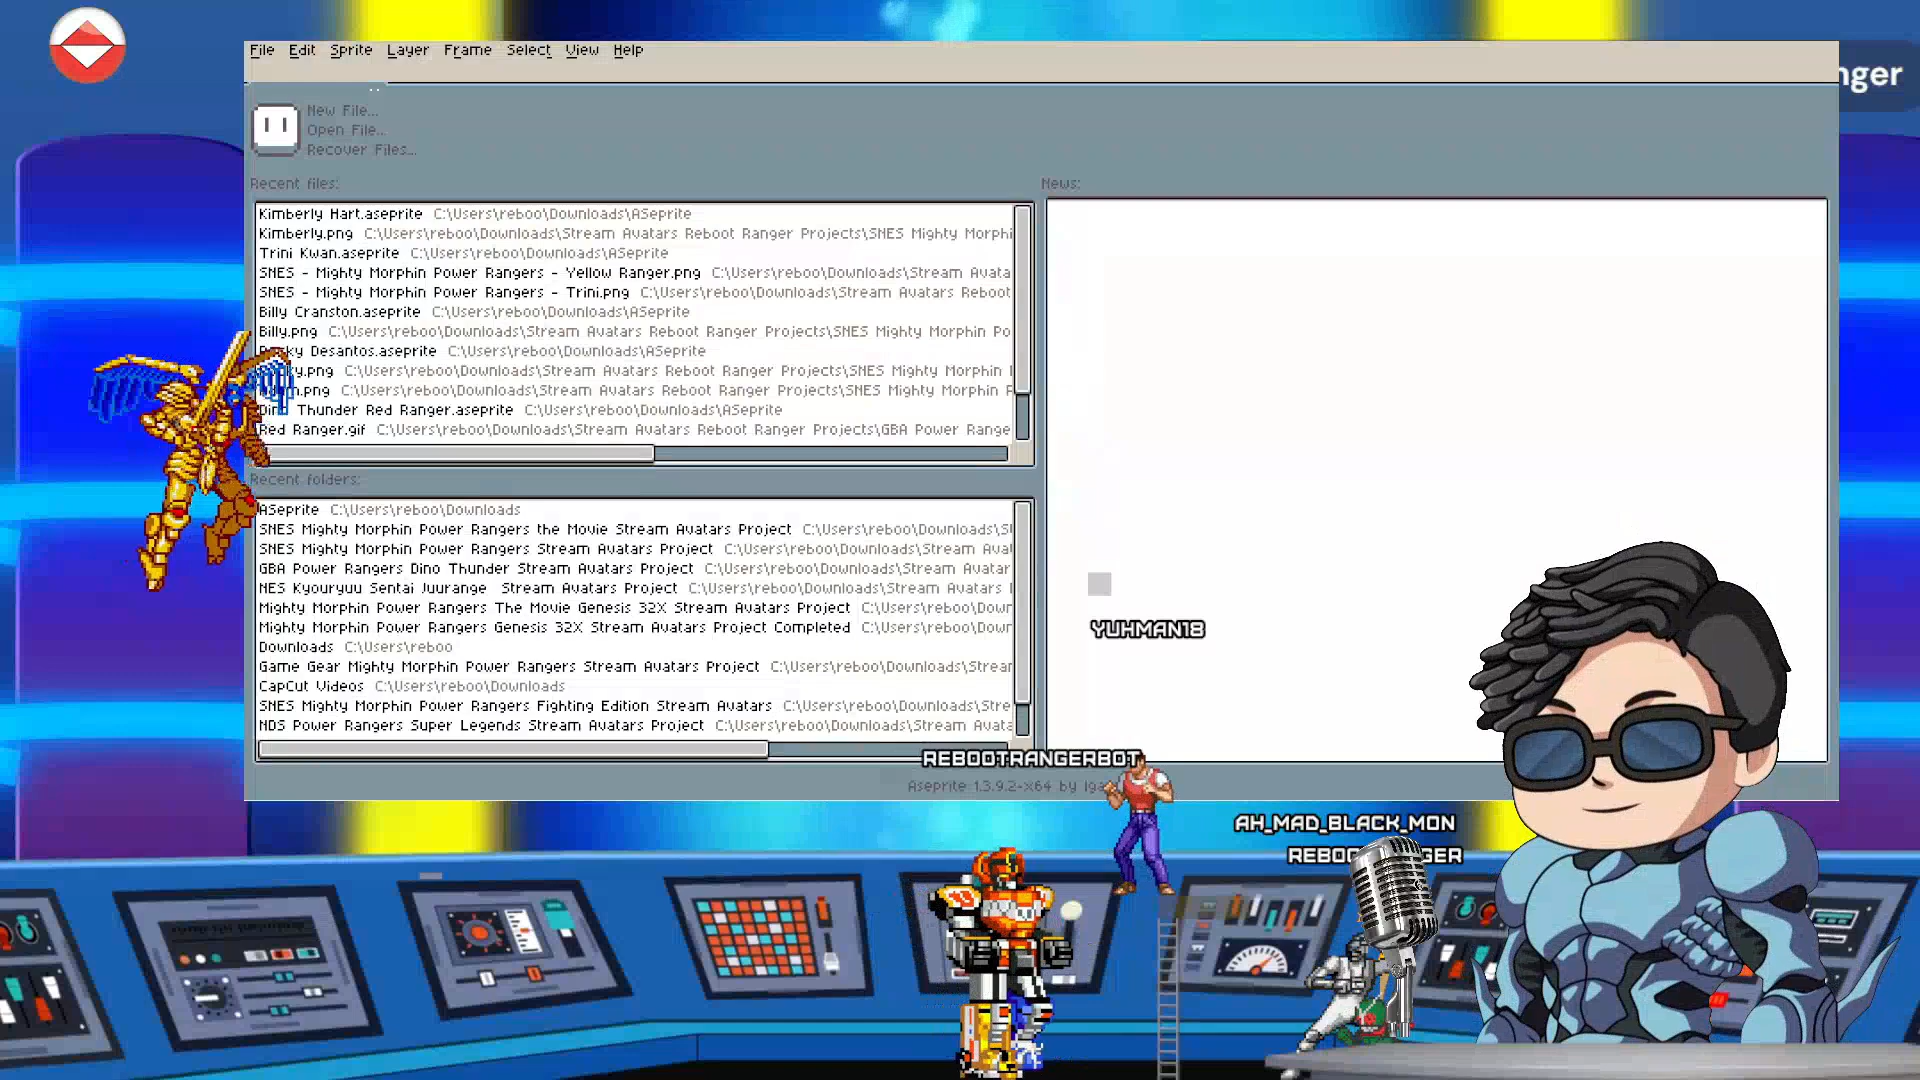 File Edit Sprite Layer Frame Select View Help
nger
New File...
Open File...
Recover Files...
Recent files:
News:
Kimberly Hart.aseprite C:\Users\reboo\Downloads\ASeprite
Kimberly.png C:\Users\reboo\Downloads\Stream Avatars Reboot Ranger Projects\SNES Mighty Morphi
Trini Kwan.aseprite C:\Users\reboo\Downloads\ASeprite
SNES - Mighty Morphin Power Rangers - Yellow Ranger.png C:\Users\reboo\Downloads\Stream Avata
SNES - Mighty Morphin Power Rangers - Trini.png C:\Users\reboo\Downloads\Stream Avatars Reboot
Billy Cranston.aseprite C:\Users\reboo\Downloads\ASeprite
Billy.png C:\Users\reboo\Downloads\Stream Avatars Reboot Ranger Projects\SNES Mighty Morphin Po
ky Desantos.aseprite C:\Users\reboo\Downloads\ASeprite
ky.png C:\Users\reboo\Downloads\Stream Avatars Reboot Ranger Projects\SNES Mighty Morphin
.png C:\Users\reboo\Downloads\Stream Avatars Reboot Ranger Projects\SNES Mighty Morphin P
Thunder Red Ranger.aseprite C:\Users\reboo\Downloads\ASeprite
Red Ranger.gif C:\Users\reboo\Downloads\Stream Avatars Reboot Ranger Projects\GBA Power Range
Recent folders:
ASeprite C:\Users\reboo\Downloads
SNES Mighty Morphin Power Rangers the Movie Stream Avatars Project C:\Users\reboo\Downloads\S
SNES Mighty Morphin Power Rangers Stream Avatars Project C:\Users\reboo\Downloads\Stream Ava
GBA Power Rangers Dino Thunder Stream Avatars Project C:\Users\reboo\Downloads\Stream Avatar
NES Kyouryuu Sentai Juurange Stream Avatars Project C:\Users\reboo\Downloads\Stream Avatars
Mighty Morphin Power Rangers The Movie Genesis 32X Stream Avatars Project C:\Users\reboo\Down
Mighty Morphin Power Rangers Genesis 32X Stream Avatars Project Completed C:\Users\reboo\Down
Downloads C:\Users\reboo
Game Gear Mighty Morphin Power Rangers Stream Avatars Project C:\Users\reboo\Downloads\Strear
CapCut Videos C:\Users\reboo\Downloads
SNES Mighty Morphin Power Rangers Fighting Edition Stream Avatars C:\Users\reboo\Downloads\Stre
NDS Power Rangers Super Legends Stream Avatars Project C:\Users\reboo\Downloads\Stream Avata
YUHMAN18
REBOOTRANGERBOT
Aseprite 1.3.9.2-x64 by Iga
AH_MAD_BLACK_MON
REBOO GER